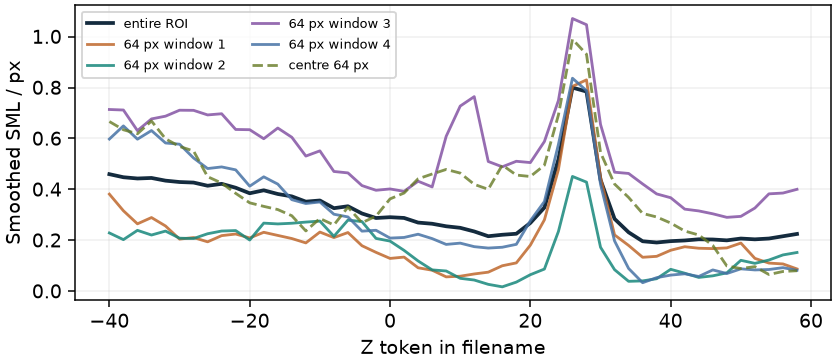 entire ROI
64 px window 1
64 px window 2
64 px window 3
64 px window 4
centre 64 px
Smoothed SML / px
1.0
0.8
0.6
0.4
0.2
0.0
−40 −20 0 20 40 60
Z token in filename